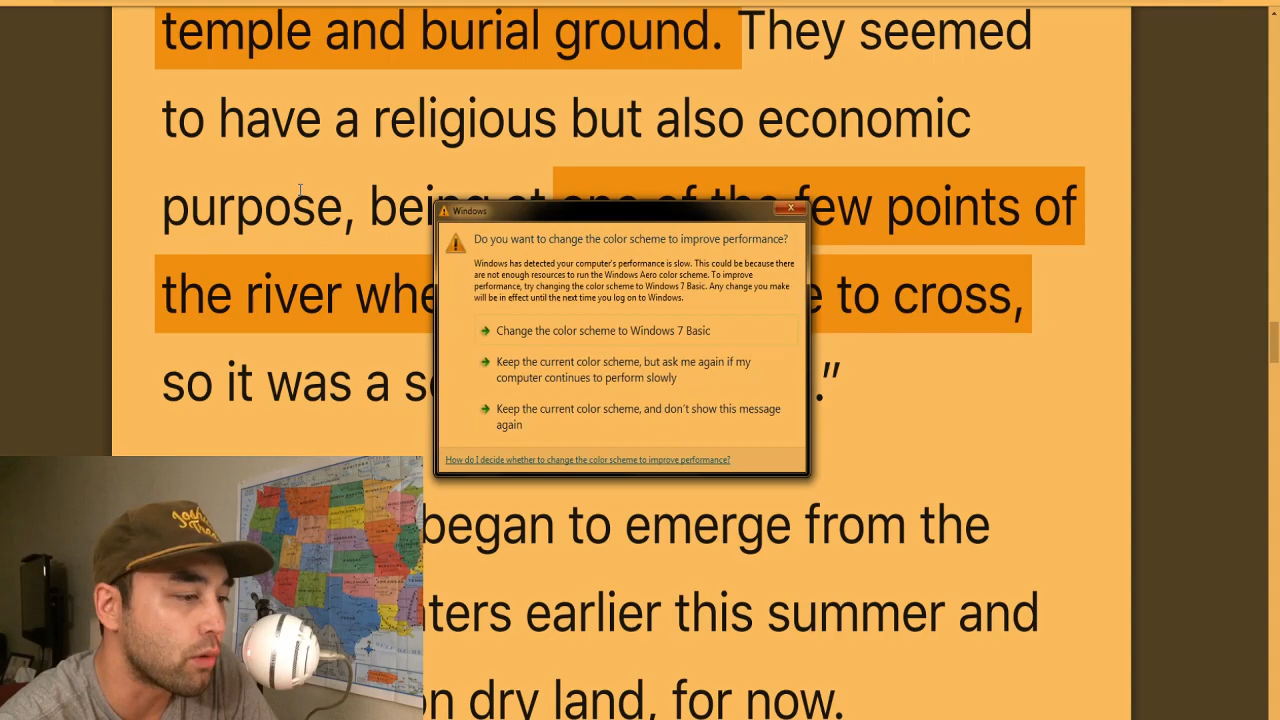 temple and burial ground. They seemed
to have a religious but also economic
purpose, being at one of the few points of
the river whe e to cross,
so it was a s .”
Windows
Do you want to change the color scheme to improve performance?
Windows has detected your computer's performance is slow. This could be because there
are not enough resources to run the Windows Aero color scheme. To improve
performance, try changing the color scheme to Windows 7 Basic. Any change you make
will be in effect until the next time you log on to Windows.
Change the color scheme to Windows 7 Basic
Keep the current color scheme, but ask me again if my
computer continues to perform slowly
Keep the current color scheme, and don't show this message
again
How do I decide whether to change the color scheme to improve performance?
began to emerge from the
ters earlier this summer and
n dry land, for now.